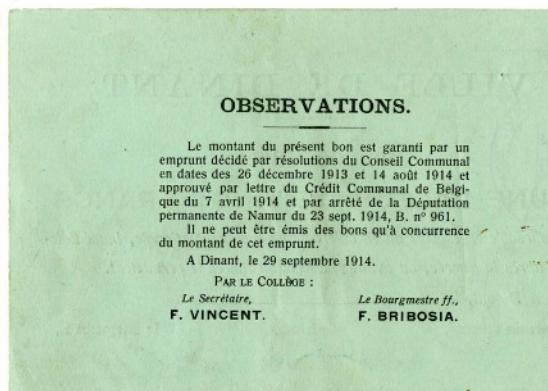 OBSERVATIONS.
Le montant du présent bon est garanti par un
emprunt décidé par résolutions du Conseil Communal
en dates des 26 décembre 1913 et 14 août 1914 et
approuvé par lettre du Crédit Communal de Belgi-
que du 7 avril 1914 et par arrêté de la Députation
permanente de Namur du 23 sept. 1914, B. nº 961.
Il ne peut être émis des bons qu'à concurrence
du montant de cet emprunt.
A Dinant, le 29 septembre 1914.
PAR LE COLLÈGE :
Le Secrétaire, Le Bourgmestre ff.,
F. VINCENT. F. BRIBOSIA.